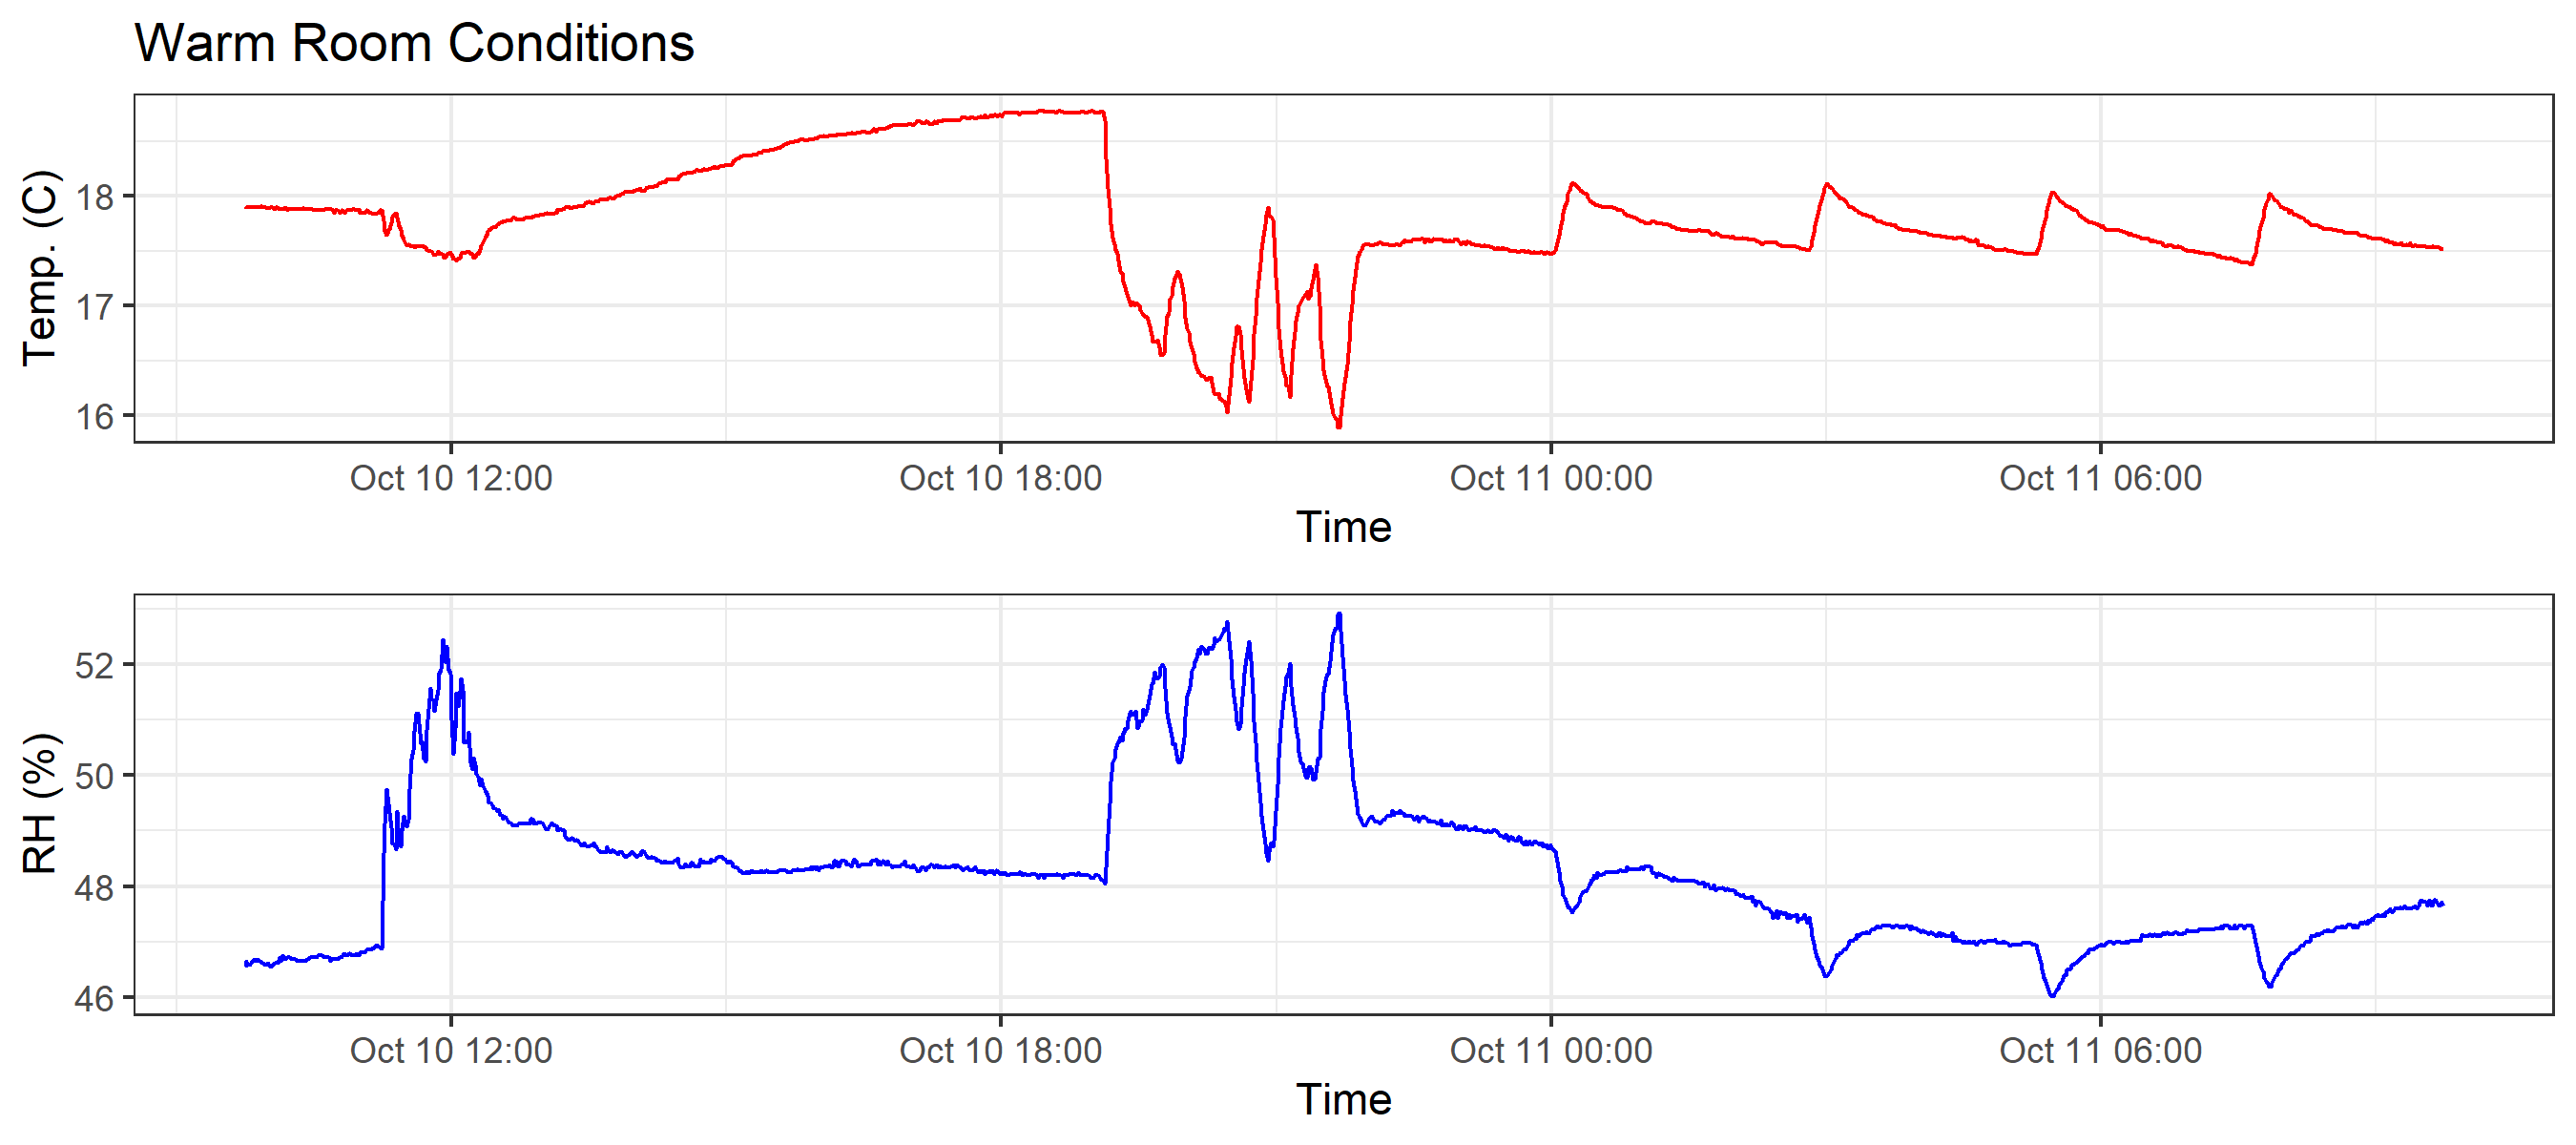 Warm Room Conditions
Temp. (C)
18
17
16
Oct 10 12:00 Oct 10 18:00 Oct 11 00:00 Oct 11 06:00
Time
RH (%)
52
50
48
46
Oct 10 12:00 Oct 10 18:00 Oct 11 00:00 Oct 11 06:00
Time